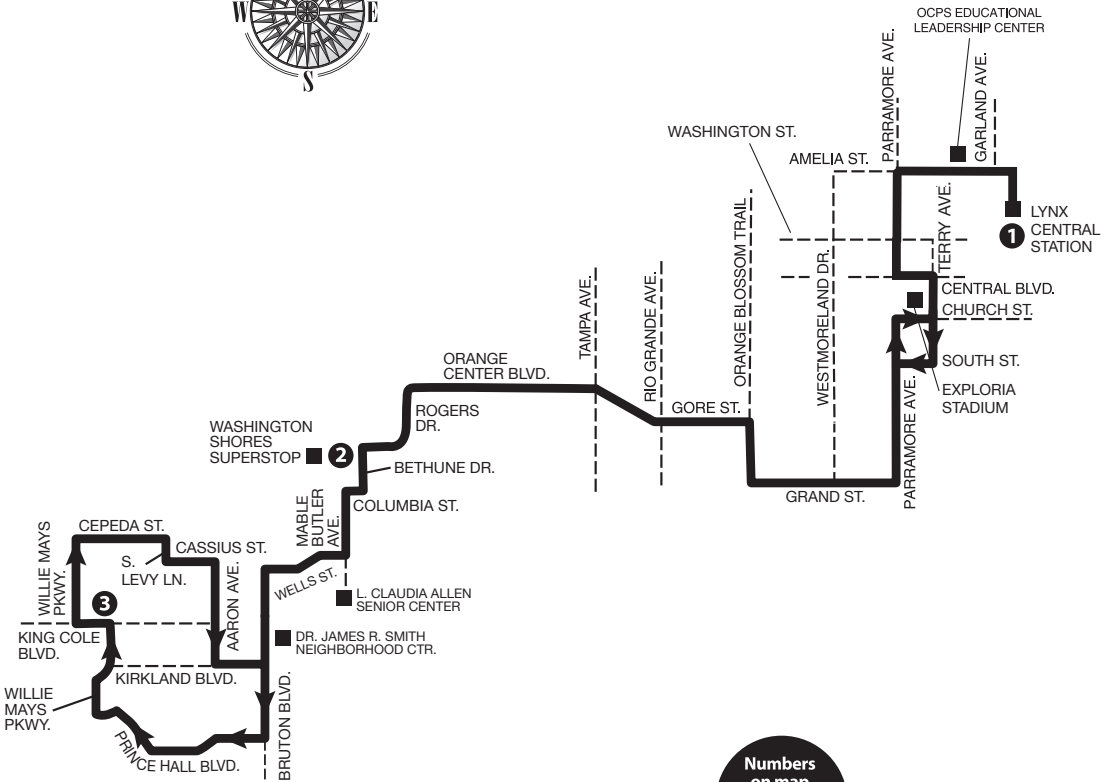 W
E
S
OCPS EDUCATIONAL
LEADERSHIP CENTER
PARRAMORE AVE.
GARLAND AVE.
WASHINGTON ST.
AMELIA ST.
LYNX
CENTRAL
STATION
1
TERRY AVE.
ORANGE BLOSSOM TRAIL
WESTMORELAND DR.
CENTRAL BLVD.
CHURCH ST.
TAMPA AVE.
RIO GRANDE AVE.
SOUTH ST.
EXPLORIA
STADIUM
PARRAMORE AVE.
ORANGE
CENTER BLVD.
GORE ST.
GRAND ST.
ROGERS
DR.
WASHINGTON
SHORES
SUPERSTOP
2
BETHUNE DR.
COLUMBIA ST.
MABLE
BUTLER
AVE.
CEPEDA ST.
CASSIUS ST.
S.
LEVY LN.
WILLIE MAYS
PKWY.
AARON AVE.
WELLS ST.
L. CLAUDIA ALLEN
SENIOR CENTER
3
DR. JAMES R. SMITH
NEIGHBORHOOD CTR.
KING COLE
BLVD.
KIRKLAND BLVD.
WILLIE
MAYS
PKWY.
PRINCE HALL BLVD.
BRUTON BLVD.
Numbers
on map